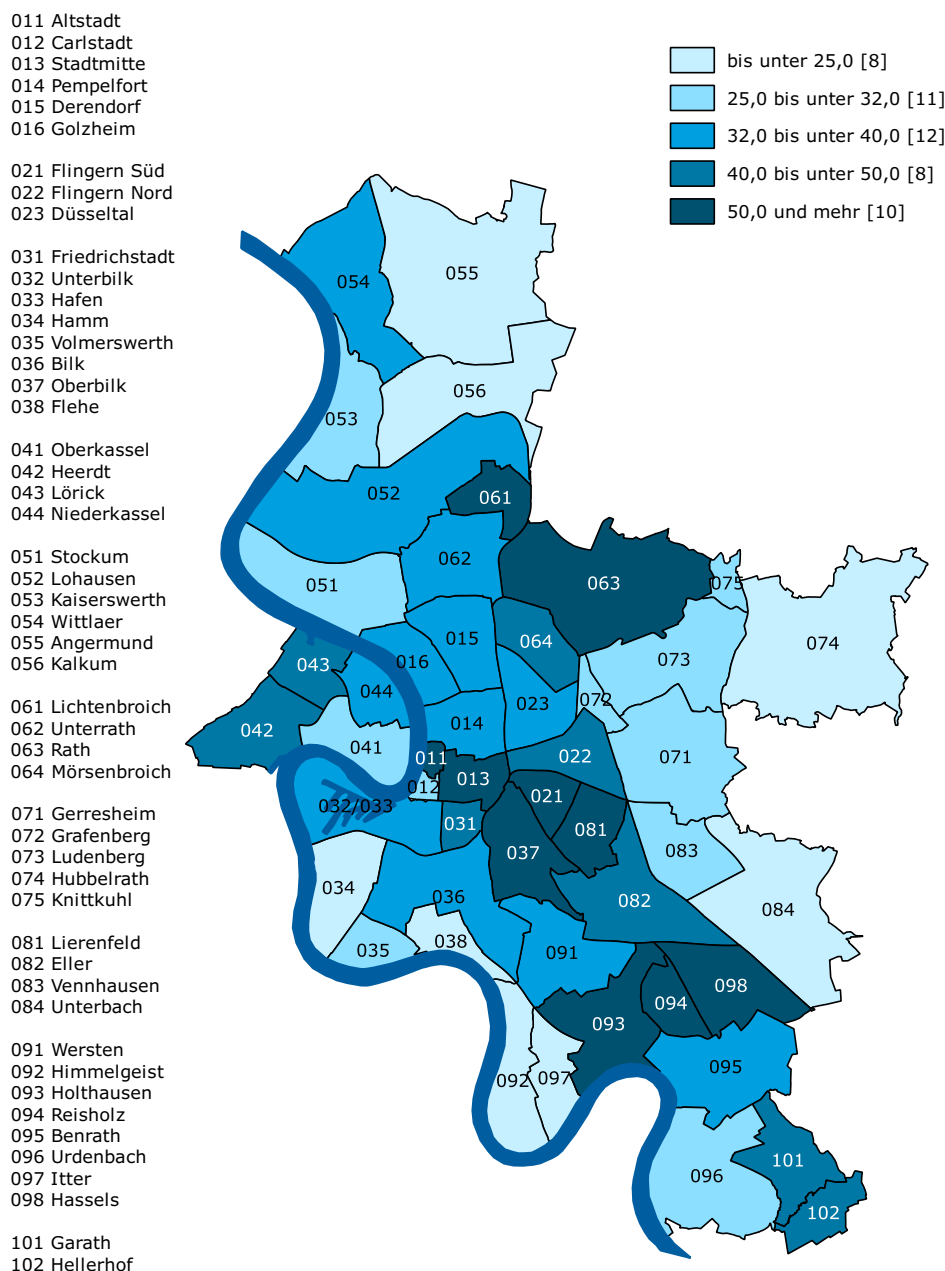 011 Altstadt
012 Carlstadt
013 Stadtmitte
014 Pempelfort
015 Derendorf
016 Golzheim
021 Flingern Süd
022 Flingern Nord
023 Düsseltal
031 Friedrichstadt
032 Unterbilk
033 Hafen
034 Hamm
035 Volmerswerth
036 Bilk
037 Oberbilk
038 Flehe
041 Oberkassel
042 Heerdt
043 Lörick
044 Niederkassel
051 Stockum
052 Lohausen
053 Kaiserswerth
054 Wittlaer
055 Angermund
056 Kalkum
061 Lichtenbroich
062 Unterrath
063 Rath
064 Mörsenbroich
071 Gerresheim
072 Grafenberg
073 Ludenberg
074 Hubbelrath
075 Knittkuhl
081 Lierenfeld
082 Eller
083 Vennhausen
084 Unterbach
091 Wersten
092 Himmelgeist
093 Holthausen
094 Reisholz
095 Benrath
096 Urdenbach
097 Itter
098 Hassels
101 Garath
102 Hellerhof
bis unter 25,0 [8]
25,0 bis unter 32,0 [11]
32,0 bis unter 40,0 [12]
40,0 bis unter 50,0 [8]
50,0 und mehr [10]
055
054
056
053
052
061
062
063
075
051
074
015
064
043
016
073
044
072
023
014
042
041
011
022
071
012
013
032/033
021
031
081
037
083
034
036
082
084
038
035
091
098
094
093
095
092
097
101
096
102